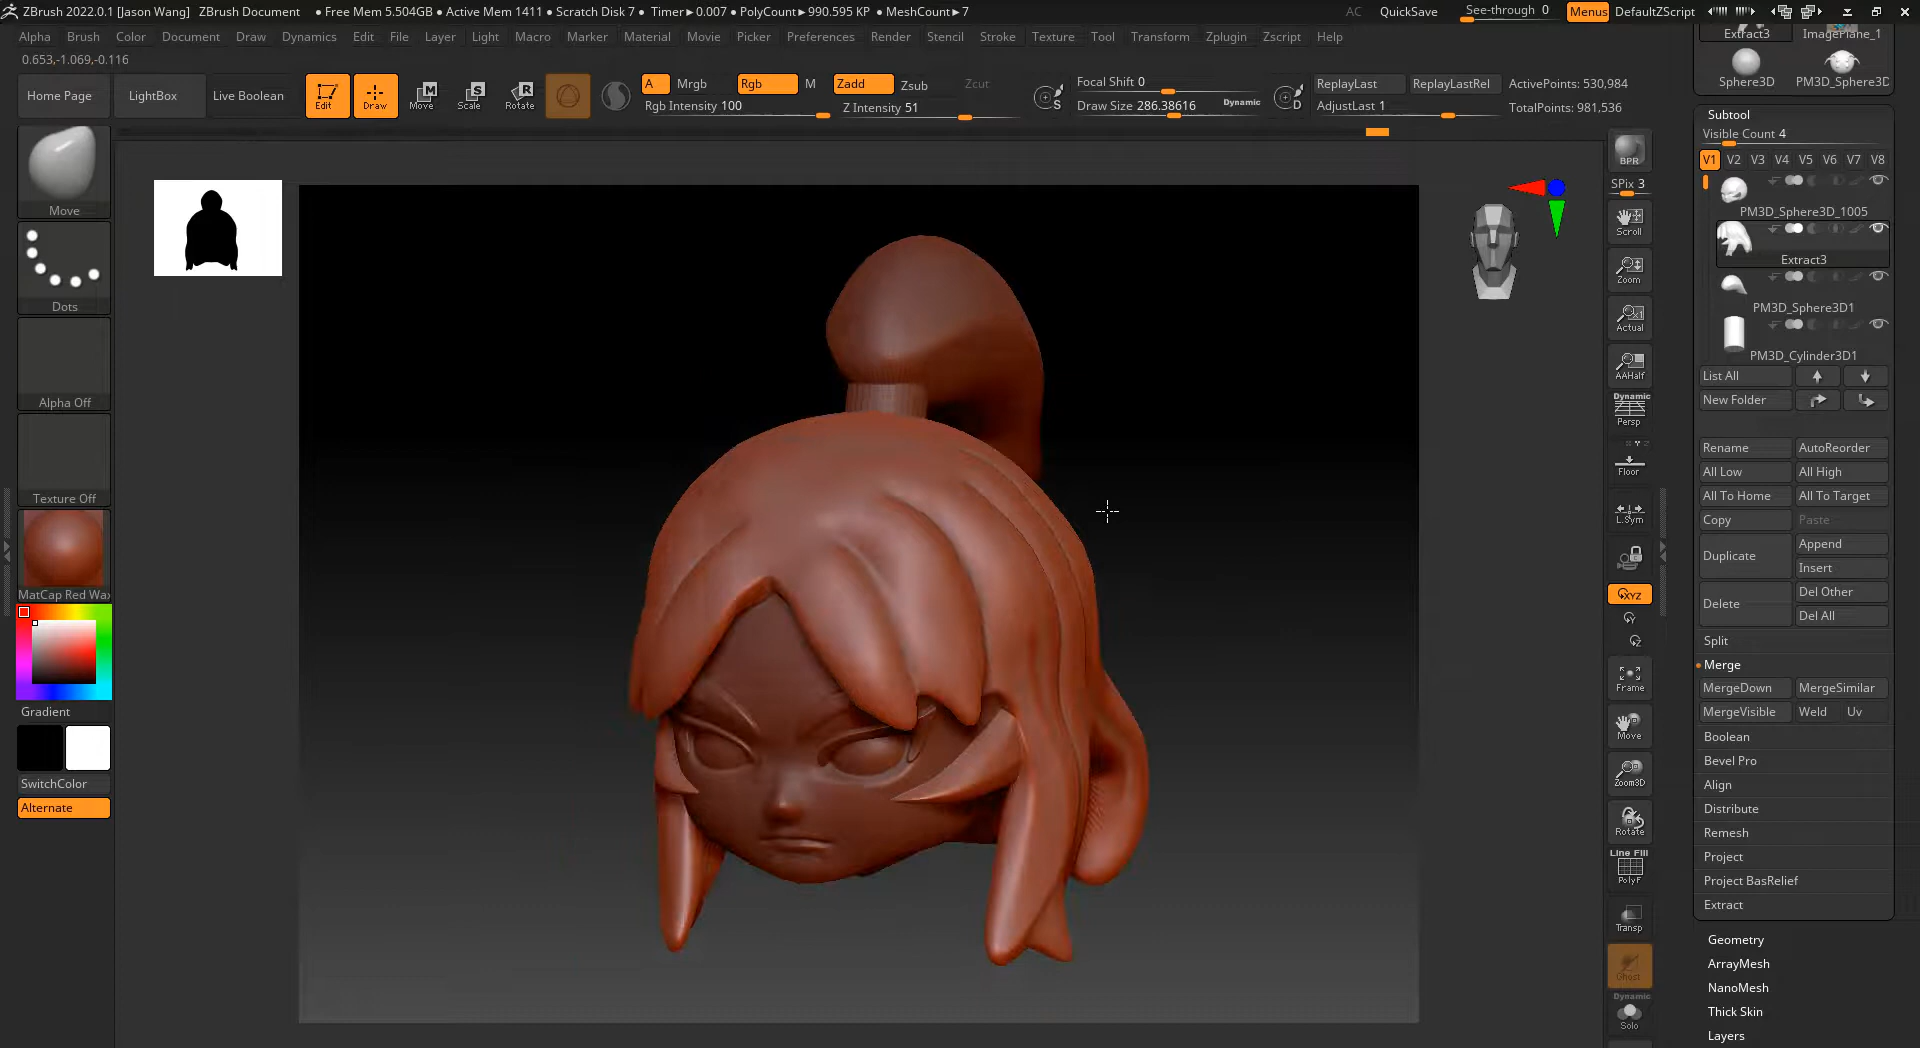 ZBrush 2022.0.1 [Jason Wang] ZBrush Document • Free Mem 5.504GB • Active Mem 1411 • Scratch Disk 7 • Timer▸0.007 • PolyCount▸990.595 KP • MeshCount▸7 AC QuickSave See-through 0 Menus DefaultZScript
Alpha Brush Color Document Draw Dynamics Edit File Layer Light Macro Marker Material Movie Picker Preferences Render Stencil Stroke Texture Tool Transform Zplugin Zscript Help
0.653,-1.069,-0.116
Home Page LightBox Live Boolean Edit Draw Move Scale Rotate
A Mrgb Rgb M Zadd Zsub Zcut
Rgb Intensity 100 Z Intensity 51
Focal Shift 0
Draw Size 286.38616 Dynamic
ReplayLast ReplayLastRel ActivePoints: 530,984
AdjustLast 1 TotalPoints: 981,536
Move
Dots
Alpha Off
Texture Off
MatCap Red Wax
Gradient
SwitchColor
Alternate
S
D
M
S
R
BPR
SPix 3
Scroll
Zoom
Actual
AAHalf
Dynamic
Persp
Floor
L.Sym
XYZ
Y
Z
Frame
Move
Zoom3D
Rotate
Line Fill
PolyF
Transp
Ghost
Dynamic
Solo
Extract3 ImagePlane_1
Sphere3D PM3D_Sphere3D
Subtool
Visible Count 4
V1 V2 V3 V4 V5 V6 V7 V8
PM3D_Sphere3D_1005
Extract3
PM3D_Sphere3D1
PM3D_Cylinder3D1
List All
New Folder
Rename AutoReorder
All Low All High
All To Home All To Target
Copy Paste
Duplicate Append
Insert
Delete Del Other
Del All
Split
Merge
MergeDown MergeSimilar
MergeVisible Weld Uv
Boolean
Bevel Pro
Align
Distribute
Remesh
Project
Project BasRelief
Extract
Geometry
ArrayMesh
NanoMesh
Thick Skin
Layers